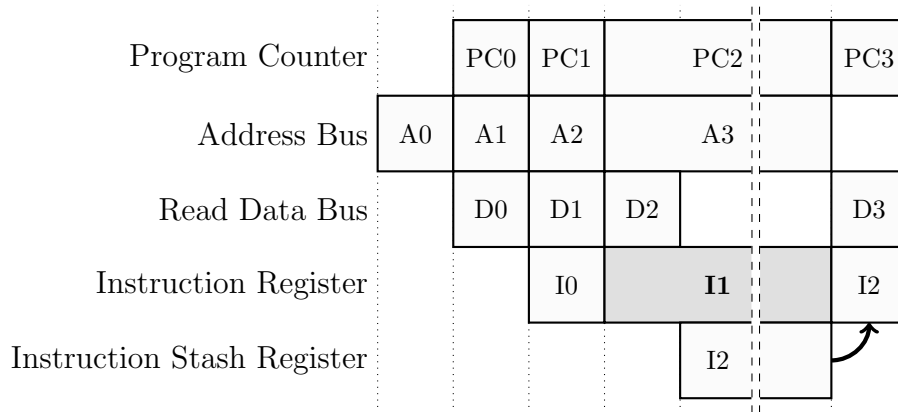 Program Counter PC0 PC1 PC2 PC3
Address Bus A0 A1 A2 A3
Read Data Bus D0 D1 D2 D3
Instruction Register I0 I1 I2
Instruction Stash Register I2